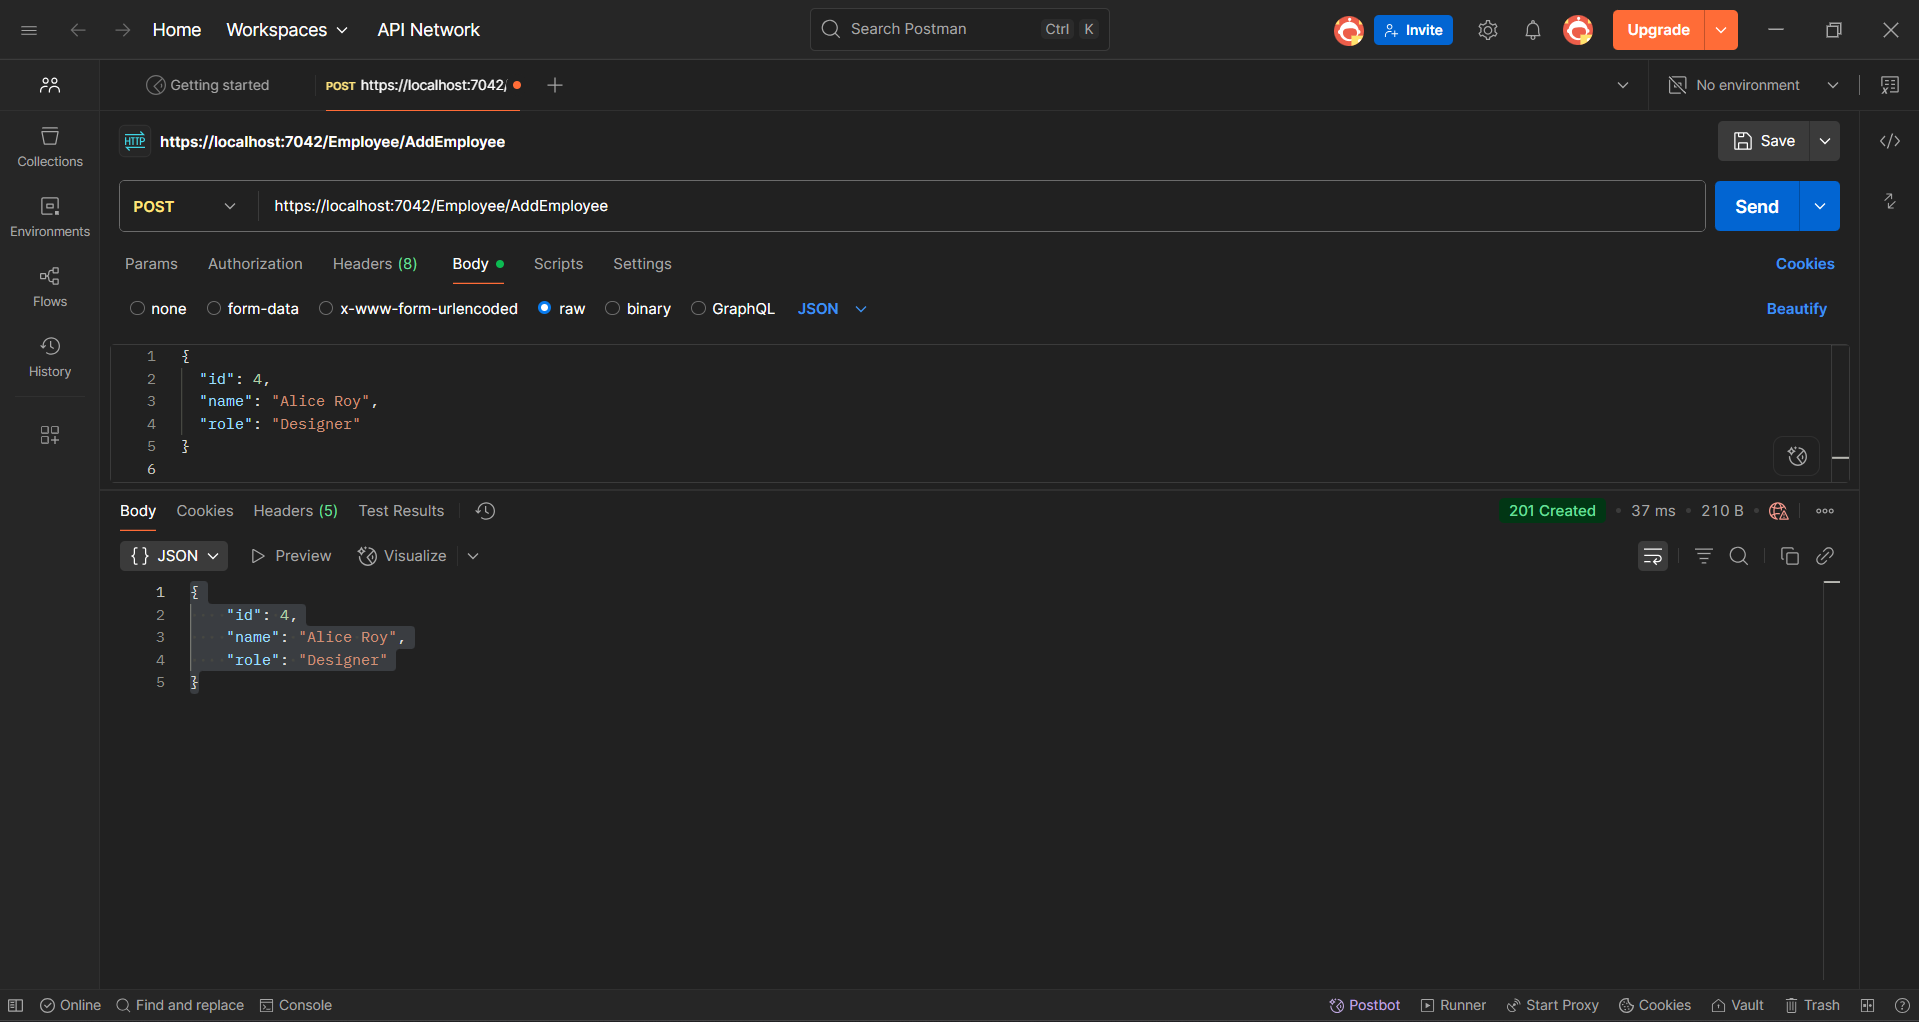 Home Workspaces API Network Search Postman Ctrl K Invite Upgrade
Getting started POST https://localhost:7042/ No environment
HTTP https://localhost:7042/Employee/AddEmployee Save
Collections
POST https://localhost:7042/Employee/AddEmployee Send
Environments
Params Authorization Headers (8) Body Scripts Settings Cookies
Flows
none form-data x-www-form-urlencoded raw binary GraphQL JSON Beautify
History
1 {
2 "id": 4,
3 "name": "Alice Roy",
4 "role": "Designer"
5 }
6
Body Cookies Headers (5) Test Results 201 Created 37 ms 210 B
{} JSON Preview Visualize
1 {
2 "id": 4,
3 "name": "Alice Roy",
4 "role": "Designer"
5 }
Online Find and replace Console Postbot Runner Start Proxy Cookies Vault Trash